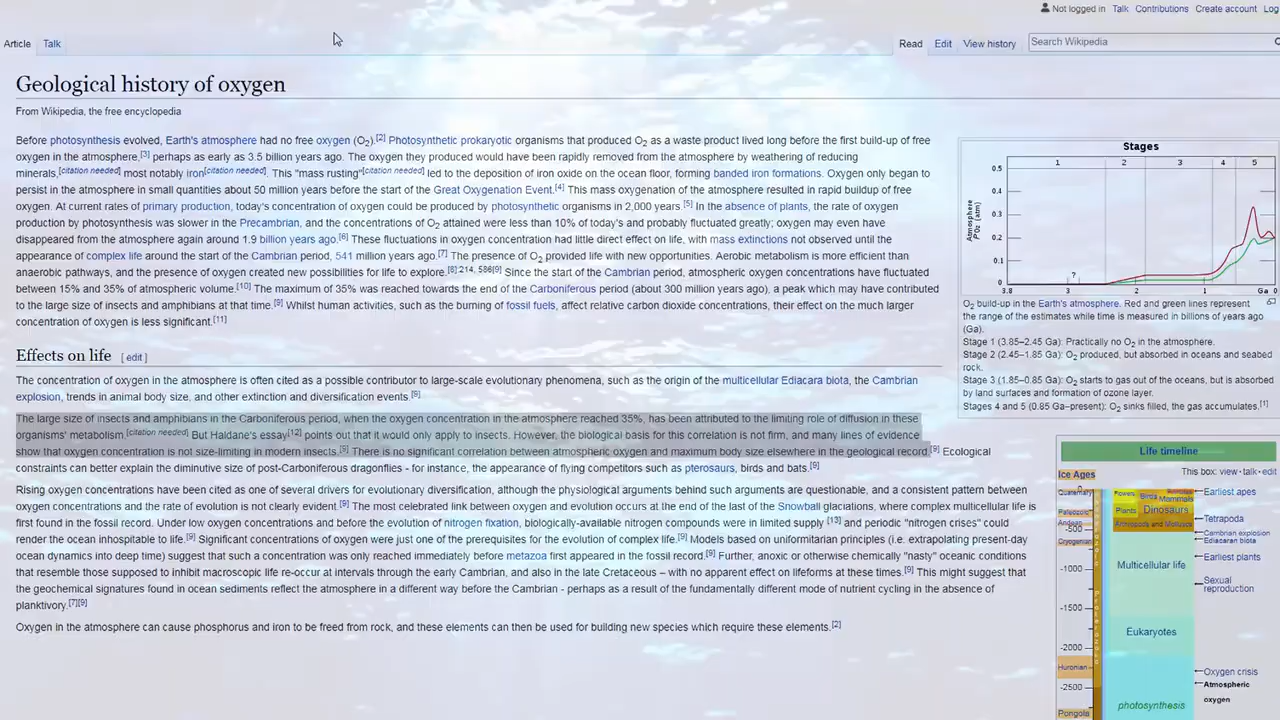 Not logged in Talk Contributions Create account Log
Article Talk Read Edit View history Search Wikipedia
Geological history of oxygen
From Wikipedia, the free encyclopedia
Before photosynthesis evolved, Earth's atmosphere had no free oxygen (O2).[2] Photosynthetic prokaryotic organisms that produced O2 as a waste product lived long before the first build-up of free
oxygen in the atmosphere,[3] perhaps as early as 3.5 billion years ago. The oxygen they produced would have been rapidly removed from the atmosphere by weathering of reducing
minerals,[citation needed] most notably iron[citation needed]. This "mass rusting"[citation needed] led to the deposition of iron oxide on the ocean floor, forming banded iron formations. Oxygen only began to
persist in the atmosphere in small quantities about 50 million years before the start of the Great Oxygenation Event.[4] This mass oxygenation of the atmosphere resulted in rapid buildup of free
oxygen. At current rates of primary production, today's concentration of oxygen could be produced by photosynthetic organisms in 2,000 years.[5] In the absence of plants, the rate of oxygen
production by photosynthesis was slower in the Precambrian, and the concentrations of O2 attained were less than 10% of today's and probably fluctuated greatly; oxygen may even have
disappeared from the atmosphere again around 1.9 billion years ago.[6] These fluctuations in oxygen concentration had little direct effect on life, with mass extinctions not observed until the
appearance of complex life around the start of the Cambrian period, 541 million years ago.[7] The presence of O2 provided life with new opportunities. Aerobic metabolism is more efficient than
anaerobic pathways, and the presence of oxygen created new possibilities for life to explore.[8]:214, 586[9] Since the start of the Cambrian period, atmospheric oxygen concentrations have fluctuated
between 15% and 35% of atmospheric volume.[10] The maximum of 35% was reached towards the end of the Carboniferous period (about 300 million years ago), a peak which may have contributed
to the large size of insects and amphibians at that time.[9] Whilst human activities, such as the burning of fossil fuels, affect relative carbon dioxide concentrations, their effect on the much larger
concentration of oxygen is less significant.[11]
Effects on life [ edit ]
The concentration of oxygen in the atmosphere is often cited as a possible contributor to large-scale evolutionary phenomena, such as the origin of the multicellular Ediacara biota, the Cambrian
explosion, trends in animal body size, and other extinction and diversification events.[9]
The large size of insects and amphibians in the Carboniferous period, when the oxygen concentration in the atmosphere reached 35%, has been attributed to the limiting role of diffusion in these
organisms' metabolism.[citation needed] But Haldane's essay[12] points out that it would only apply to insects. However, the biological basis for this correlation is not firm, and many lines of evidence
show that oxygen concentration is not size-limiting in modern insects.[9] There is no significant correlation between atmospheric oxygen and maximum body size elsewhere in the geological record.[9] Ecological
constraints can better explain the diminutive size of post-Carboniferous dragonflies - for instance, the appearance of flying competitors such as pterosaurs, birds and bats.[9]
Rising oxygen concentrations have been cited as one of several drivers for evolutionary diversification, although the physiological arguments behind such arguments are questionable, and a consistent pattern between
oxygen concentrations and the rate of evolution is not clearly evident.[9] The most celebrated link between oxygen and evolution occurs at the end of the last of the Snowball glaciations, where complex multicellular life is
first found in the fossil record. Under low oxygen concentrations and before the evolution of nitrogen fixation, biologically-available nitrogen compounds were in limited supply [13] and periodic "nitrogen crises" could
render the ocean inhospitable to life.[9] Significant concentrations of oxygen were just one of the prerequisites for the evolution of complex life.[9] Models based on uniformitarian principles (i.e. extrapolating present-day
ocean dynamics into deep time) suggest that such a concentration was only reached immediately before metazoa first appeared in the fossil record.[9] Further, anoxic or otherwise chemically "nasty" oceanic conditions
that resemble those supposed to inhibit macroscopic life re-occur at intervals through the early Cambrian, and also in the late Cretaceous – with no apparent effect on lifeforms at these times.[9] This might suggest that
the geochemical signatures found in ocean sediments reflect the atmosphere in a different way before the Cambrian - perhaps as a result of the fundamentally different mode of nutrient cycling in the absence of
planktivory.[7][9]
Oxygen in the atmosphere can cause phosphorus and iron to be freed from rock, and these elements can then be used for building new species which require these elements.[2]
Stages
1 2 3 4 5
0.5
0.4
0.3
0.2
0.1
Atmosphere
PO2 (atm)
?
3.8 3 2 1 Ga 0
O2 build-up in the Earth's atmosphere. Red and green lines represent
the range of the estimates while time is measured in billions of years ago
(Ga).
Stage 1 (3.85–2.45 Ga): Practically no O2 in the atmosphere.
Stage 2 (2.45–1.85 Ga): O2 produced, but absorbed in oceans and seabed
rock.
Stage 3 (1.85–0.85 Ga): O2 starts to gas out of the oceans, but is absorbed
by land surfaces and formation of ozone layer.
Stages 4 and 5 (0.85 Ga–present): O2 sinks filled, the gas accumulates.[1]
Life timeline
This box: view • talk • edit
Ice Ages
Quaternary
Flowers Birds Mammals
Plants Dinosaurs
Arthropods and Molluscs
Earliest apes
Tetrapoda
-500
Cryogenian
Cambrian explosion
Ediacaran biota
Earliest plants
-1000
Multicellular life
Sexual
reproduction
-1500
Eukaryotes
-2000
Huronian
Proterozoic
Oxygen crisis
-2500
Atmospheric
oxygen
photosynthesis
Pongola